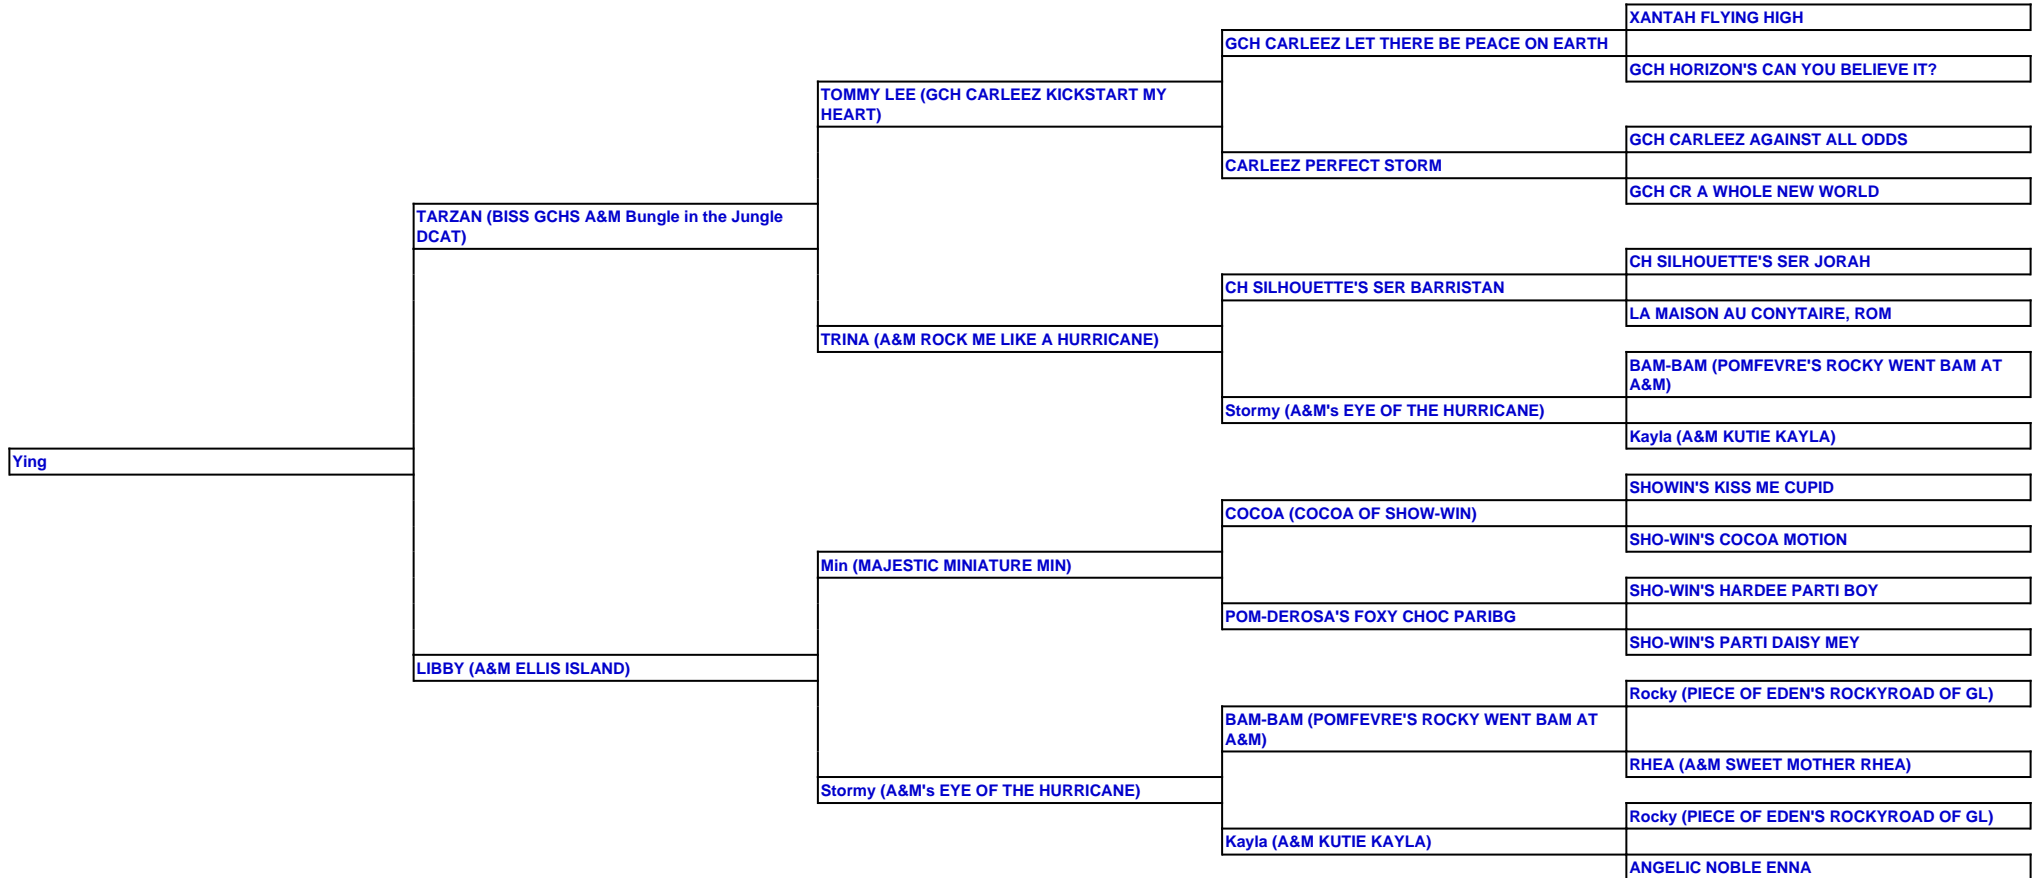 XANTAH FLYING HIGH
GCH CARLEEZ LET THERE BE PEACE ON EARTH
GCH HORIZON'S CAN YOU BELIEVE IT?
TOMMY LEE (GCH CARLEEZ KICKSTART MY
HEART)
GCH CARLEEZ AGAINST ALL ODDS
CARLEEZ PERFECT STORM
GCH CR A WHOLE NEW WORLD
TARZAN (BISS GCHS A&M Bungle in the Jungle
DCAT)
CH SILHOUETTE'S SER JORAH
CH SILHOUETTE'S SER BARRISTAN
LA MAISON AU CONYTAIRE, ROM
TRINA (A&M ROCK ME LIKE A HURRICANE)
BAM-BAM (POMFEVRE'S ROCKY WENT BAM AT
A&M)
Stormy (A&M's EYE OF THE HURRICANE)
Kayla (A&M KUTIE KAYLA)
Ying
SHOWIN'S KISS ME CUPID
COCOA (COCOA OF SHOW-WIN)
SHO-WIN'S COCOA MOTION
Min (MAJESTIC MINIATURE MIN)
SHO-WIN'S HARDEE PARTI BOY
POM-DEROSA'S FOXY CHOC PARIBG
SHO-WIN'S PARTI DAISY MEY
LIBBY (A&M ELLIS ISLAND)
Rocky (PIECE OF EDEN'S ROCKYROAD OF GL)
BAM-BAM (POMFEVRE'S ROCKY WENT BAM AT
A&M)
RHEA (A&M SWEET MOTHER RHEA)
Stormy (A&M's EYE OF THE HURRICANE)
Rocky (PIECE OF EDEN'S ROCKYROAD OF GL)
Kayla (A&M KUTIE KAYLA)
ANGELIC NOBLE ENNA